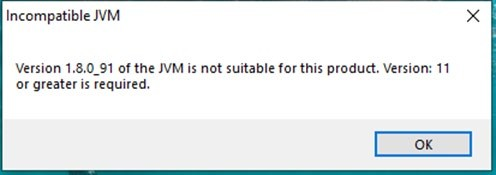 Incompatible JVM
Version 1.8.0_91 of the JVM is not suitable for this product. Version: 11
or greater is required.
OK